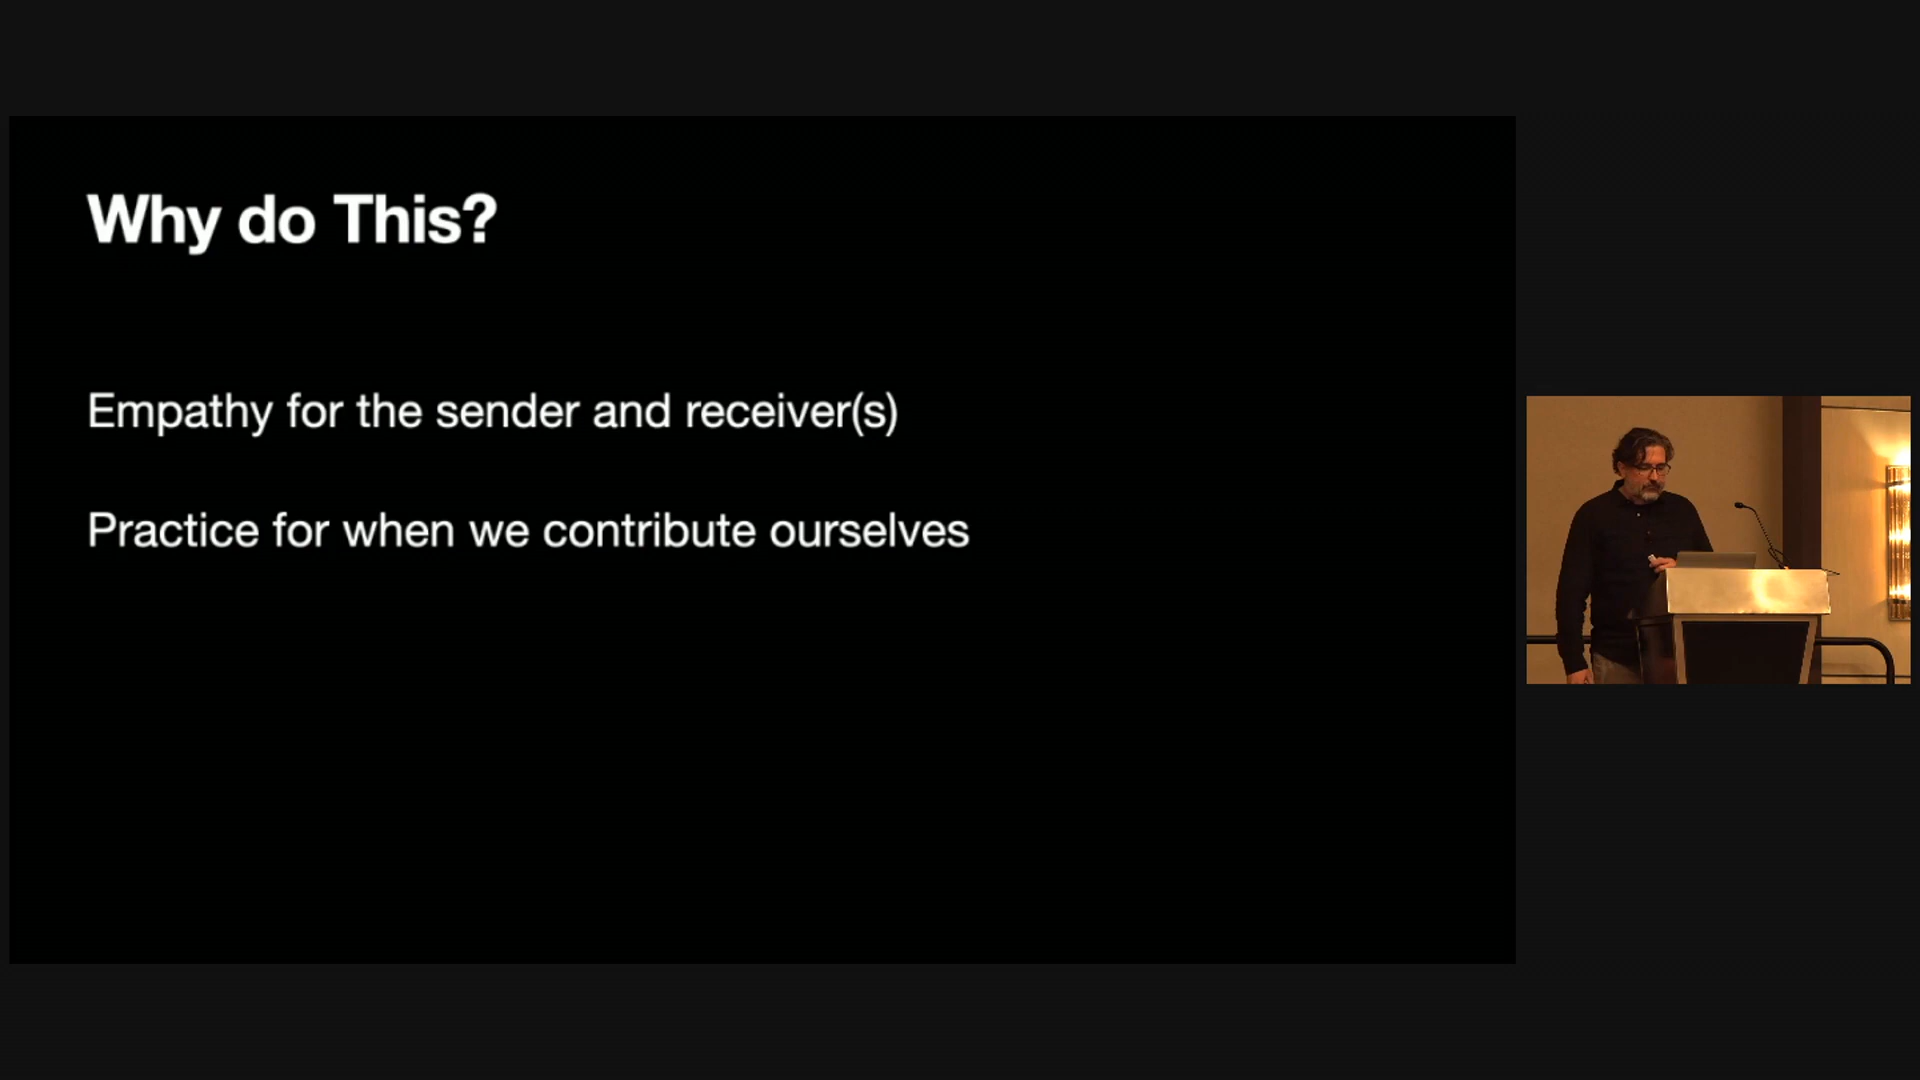 Why do This?
Empathy for the sender and receiver(s)
Practice for when we contribute ourselves